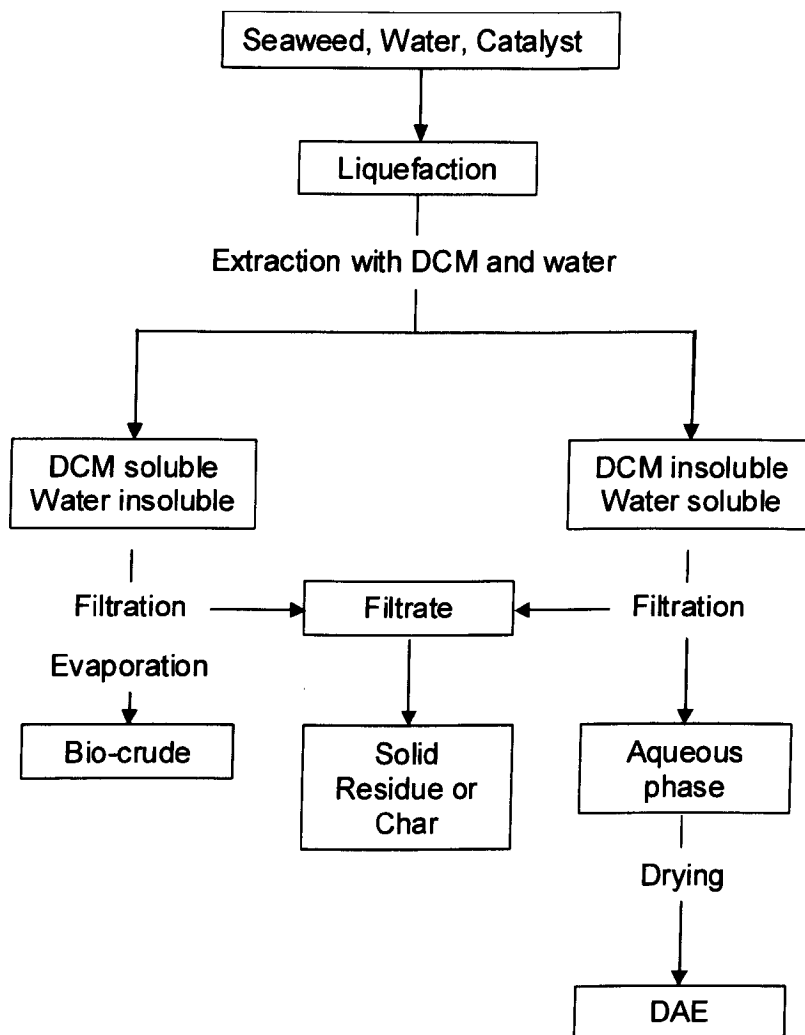 Seaweed, Water, Catalyst
Liquefaction
Extraction with DCM and water
DCM soluble
Water insoluble
DCM insoluble
Water soluble
Filtration
Filtrate
Filtration
Evaporation
Bio-crude
Solid
Residue or
Char
Aqueous
phase
Drying
DAE